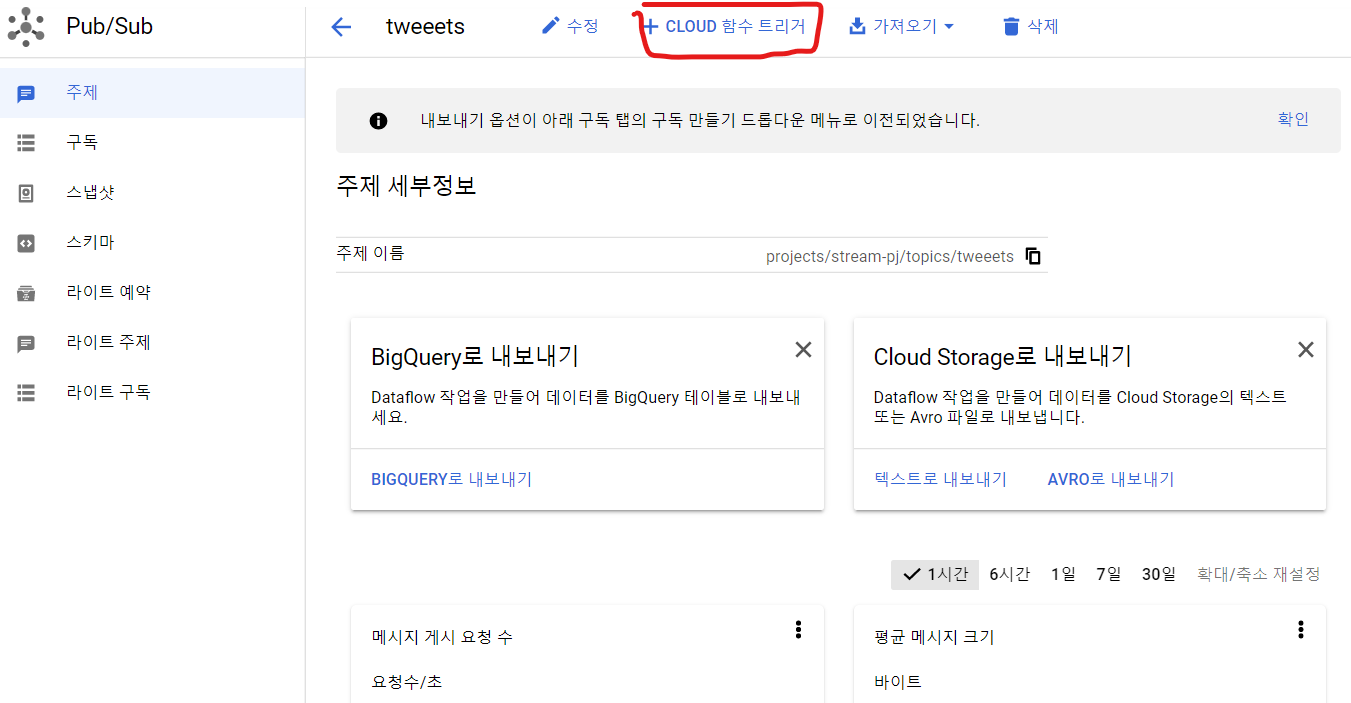 Pub/Sub
tweeets
수정
+ CLOUD 함수 트리거
가져오기
삭제
주제
구독
스냅샷
스키마
라이트 예약
라이트 주제
라이트 구독
내보내기 옵션이 아래 구독 탭의 구독 만들기 드롭다운 메뉴로 이전되었습니다.
확인
주제 세부정보
주제 이름
projects/stream-pj/topics/tweeets
BigQuery로 내보내기
Dataflow 작업을 만들어 데이터를 BigQuery 테이블로 내보내
세요.
BIGQUERY로 내보내기
Cloud Storage로 내보내기
Dataflow 작업을 만들어 데이터를 Cloud Storage의 텍스트
또는 Avro 파일로 내보냅니다.
텍스트로 내보내기
AVRO로 내보내기
1시간
6시간
1일
7일
30일
확대/축소 재설정
메시지 게시 요청 수
요청수/초
평균 메시지 크기
바이트